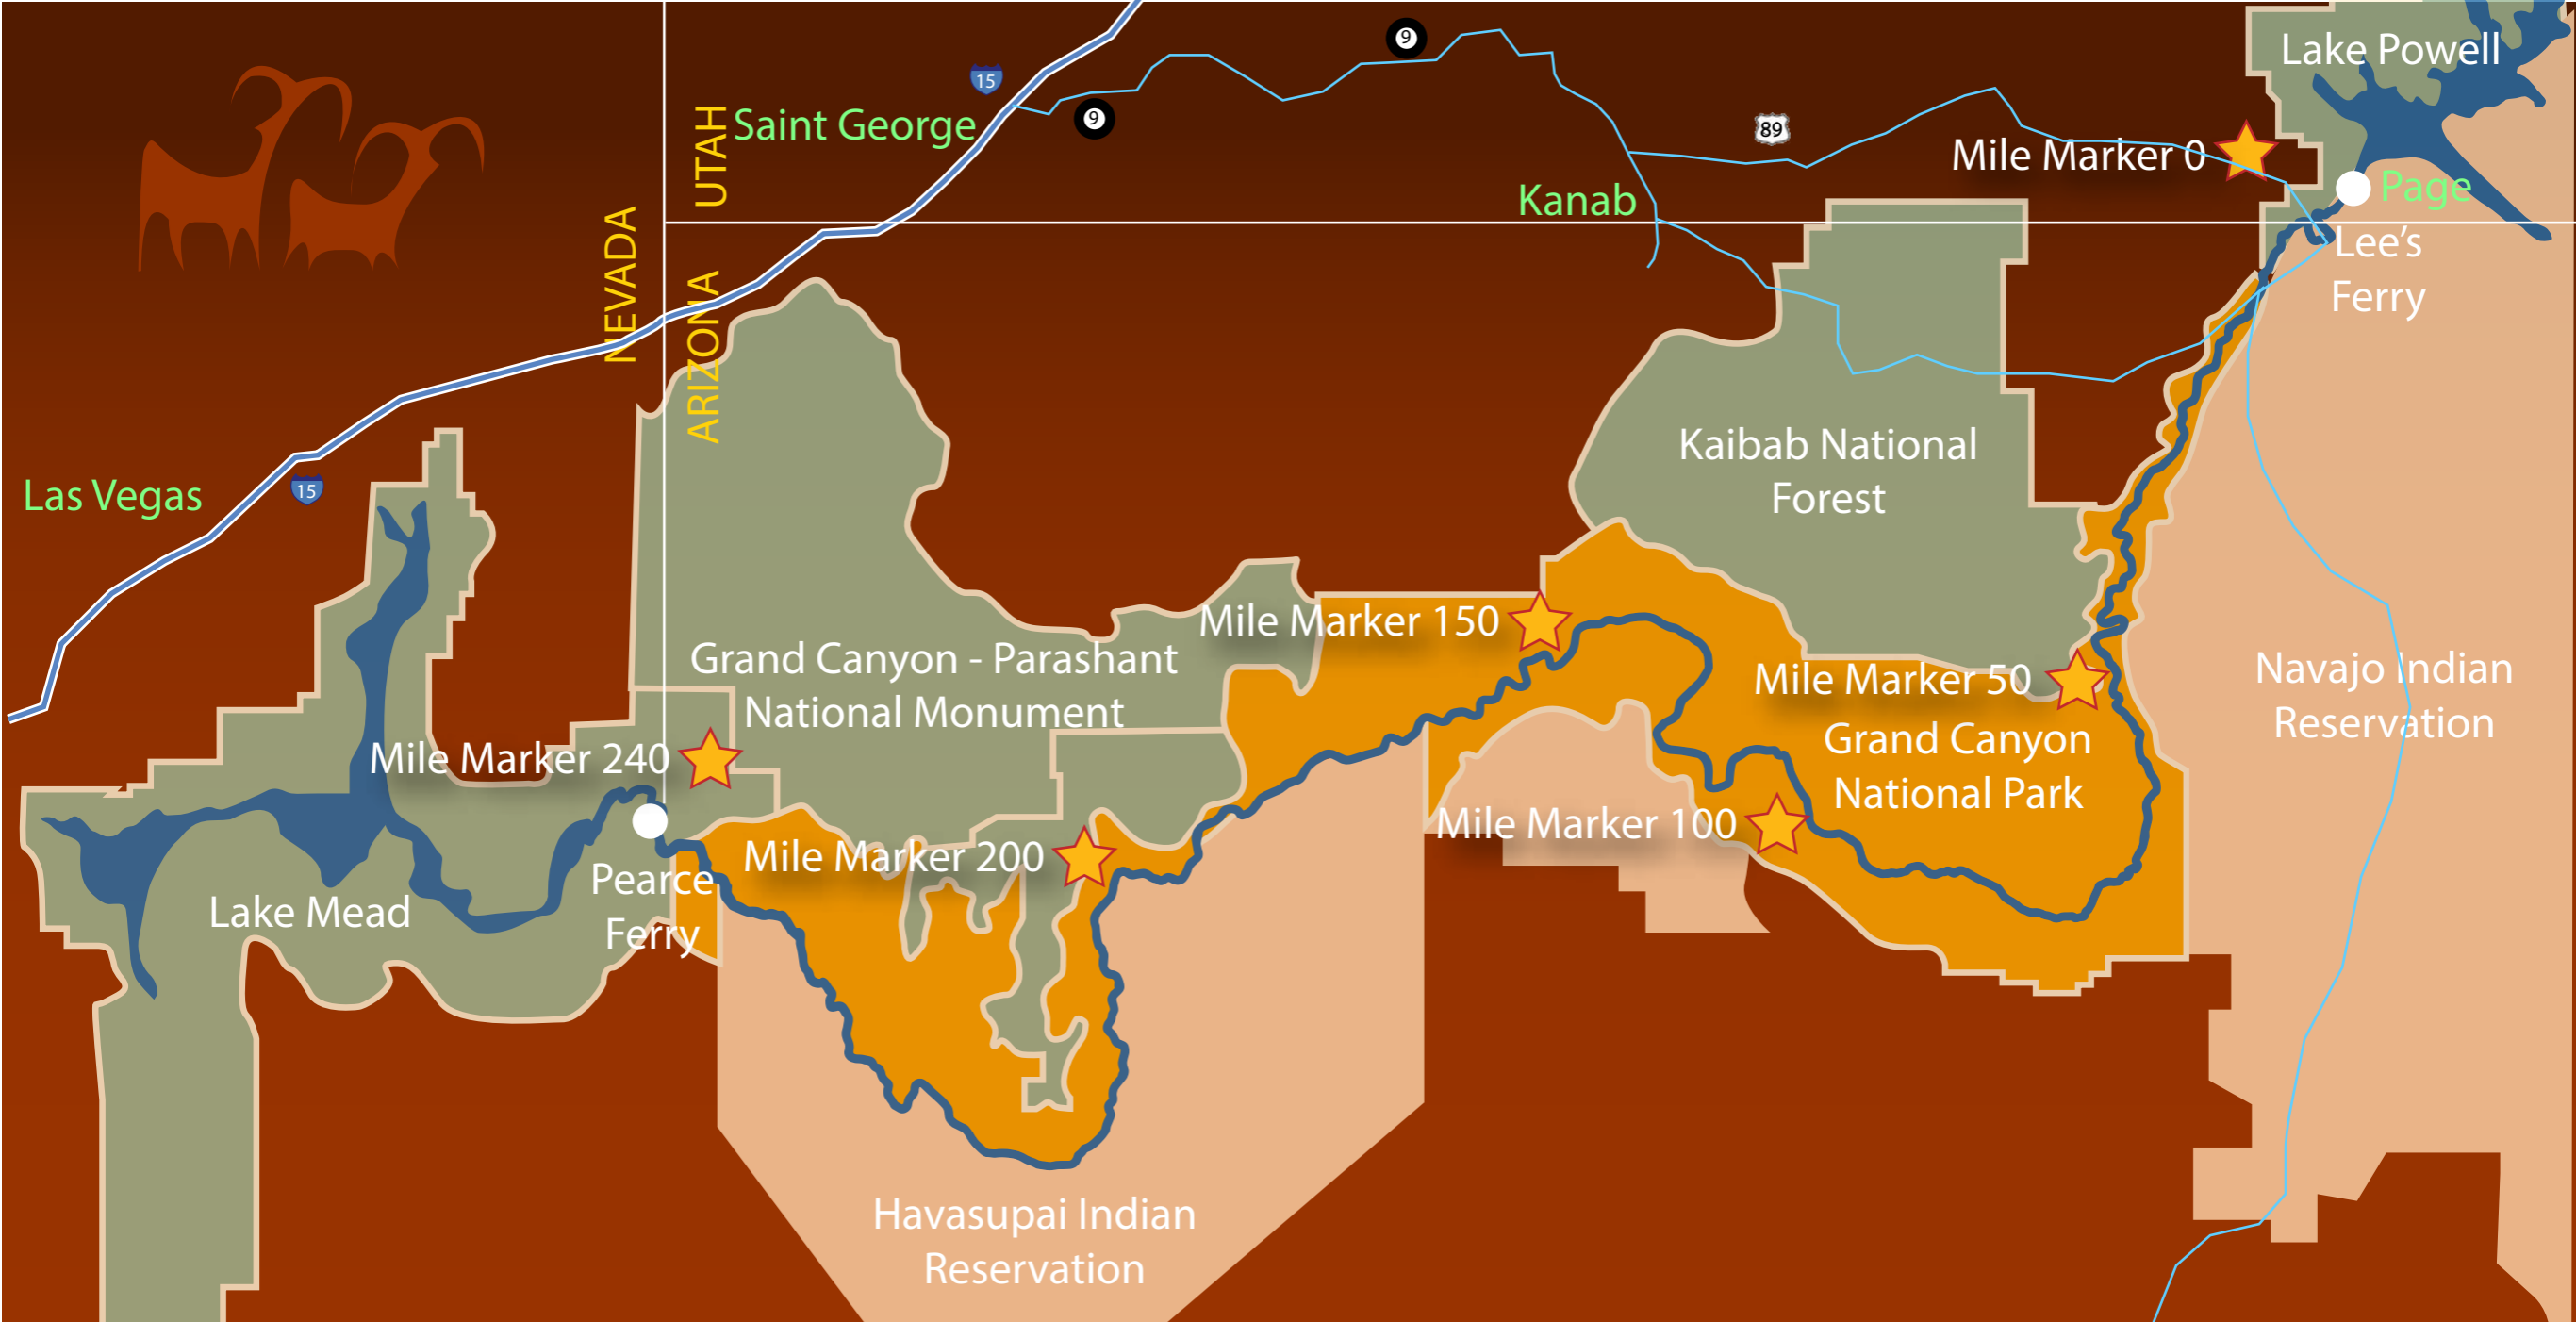 9
Lake Powell
15
UTAH
Saint George
9
89
Mile Marker 0
Kanab
Page
NEVADA
ARIZONA
Lee's
Ferry
Kaibab National
Forest
Las Vegas
15
Mile Marker 150
Grand Canyon - Parashant
National Monument
Mile Marker 50
Navajo Indian
Reservation
Mile Marker 240
Grand Canyon
National Park
Mile Marker 100
Mile Marker 200
Pearce
Ferry
Lake Mead
Havasupai Indian
Reservation